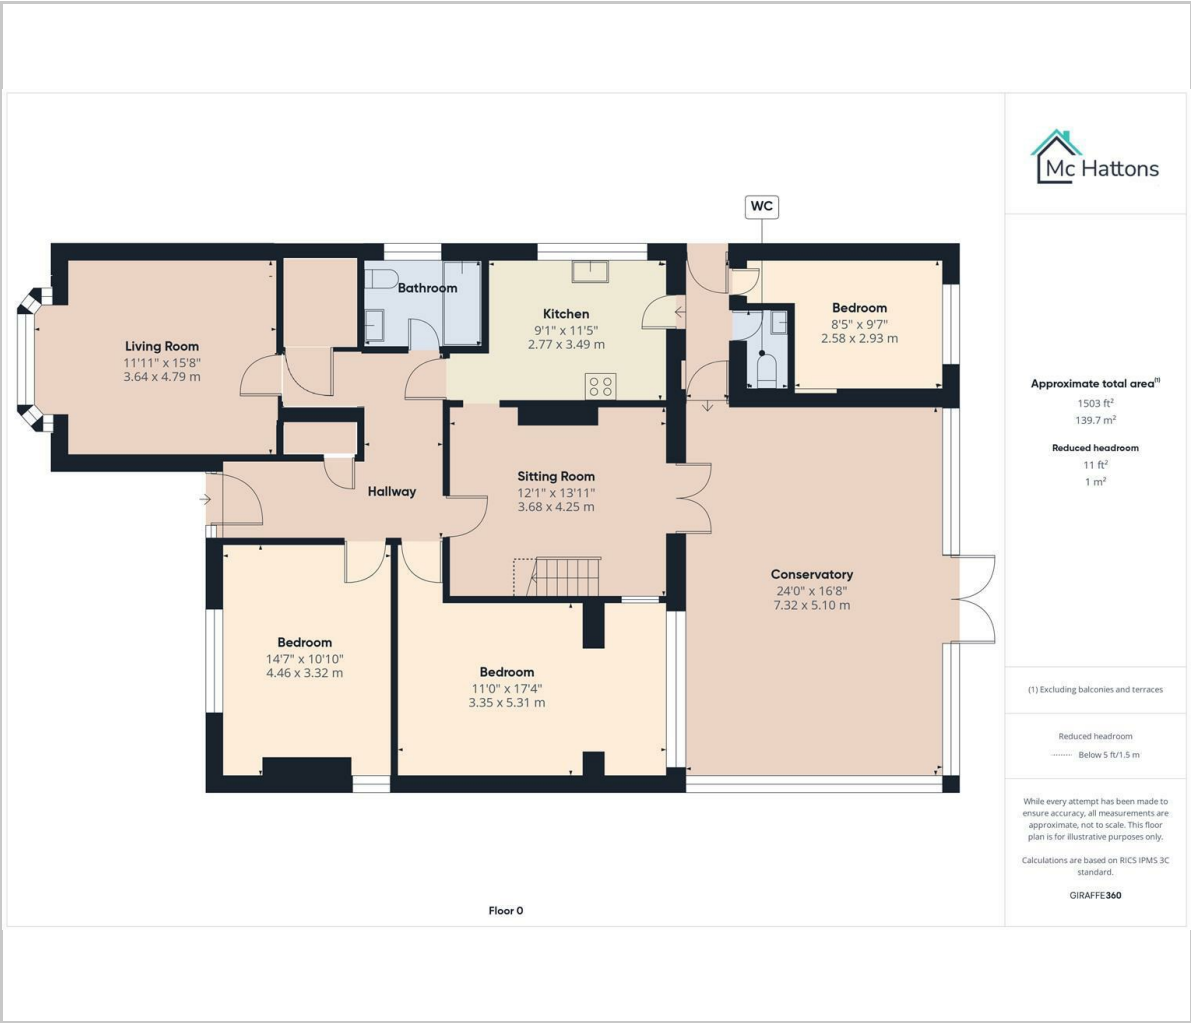 WC
Living Room
11'11" x 15'8"
3.64 x 4.79 m
Bathroom
Kitchen
9'1" x 11'5"
2.77 x 3.49 m
Bedroom
8'5" x 9'7"
2.58 x 2.93 m
Hallway
Sitting Room
12'1" x 13'11"
3.68 x 4.25 m
Conservatory
24'0" x 16'8"
7.32 x 5.10 m
Bedroom
14'7" x 10'10"
4.46 x 3.32 m
Bedroom
11'0" x 17'4"
3.35 x 5.31 m
Floor 0
Mc Hattons
Approximate total area(1)
1503 ft²
139.7 m²
Reduced headroom
11 ft²
1 m²
(1) Excluding balconies and terraces
Reduced headroom
Below 5 ft/1.5 m
While every attempt has been made to
ensure accuracy, all measurements are
approximate, not to scale. This floor
plan is for illustrative purposes only.
Calculations are based on RICS IPMS 3C
standard.
GIRAFFE360